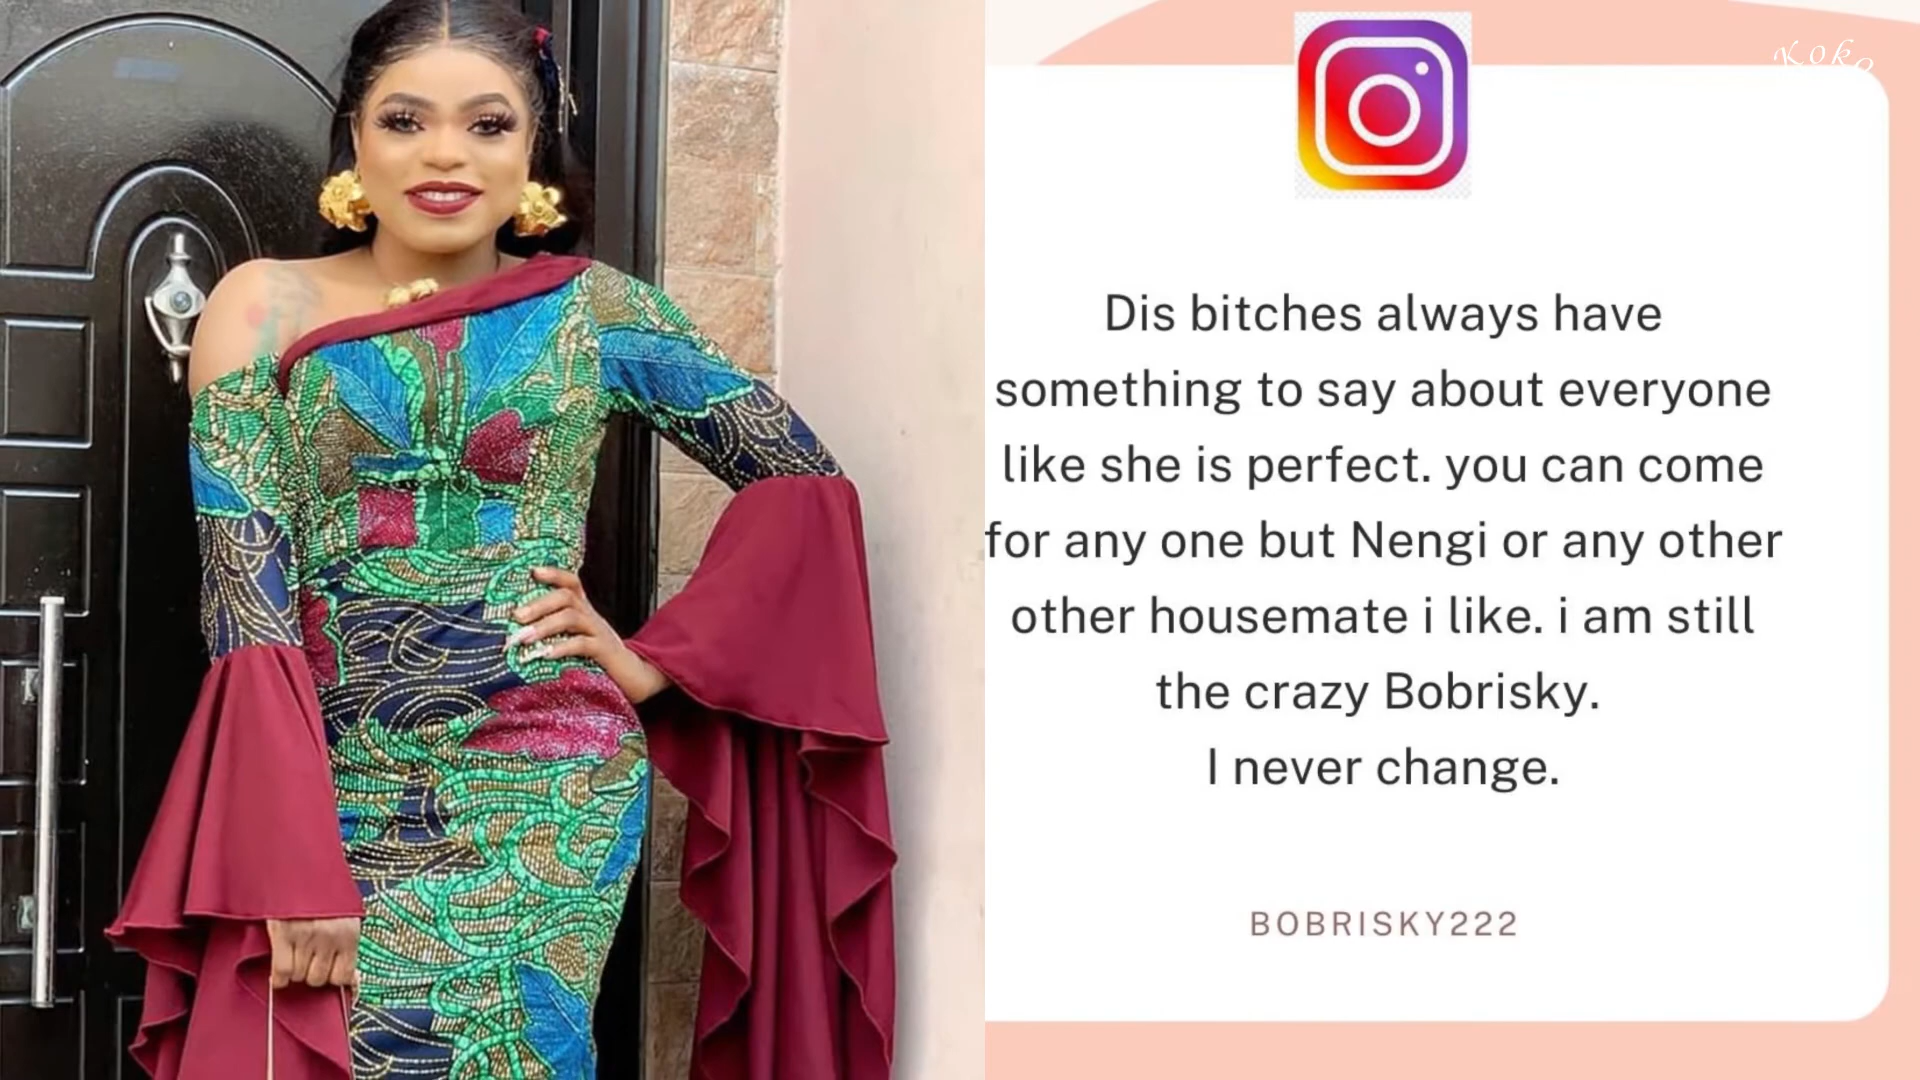 Koko
Dis bitches always have
something to say about everyone
like she is perfect. you can come
for any one but Nengi or any other
other housemate i like. i am still
the crazy Bobrisky.
I never change.
BOBRISKY222